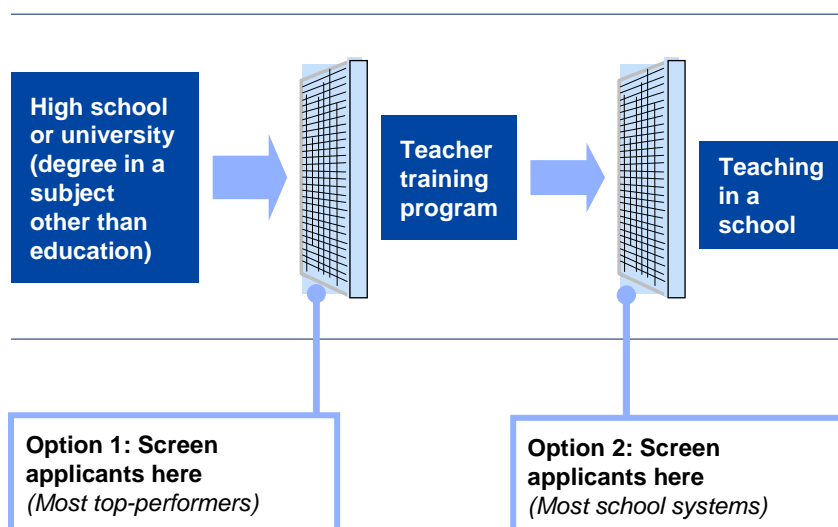 High school
or university
(degree in a
subject
other than
education)
Teacher
training
program
Teaching
in a
school
Option 1: Screen
applicants here
(Most top-performers)
Option 2: Screen
applicants here
(Most school systems)